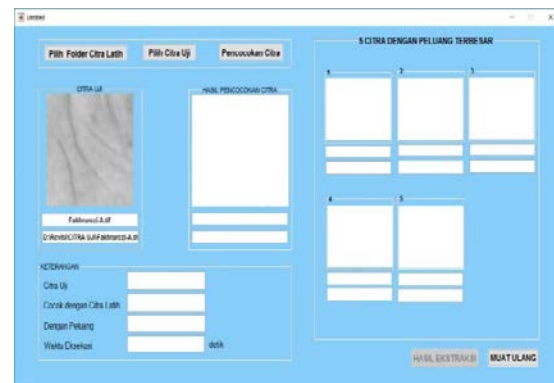 Untitled
Pilih Folder Citra Latih
Pilih Citra Uji
Pencocokan Citra
5 CITRA DENGAN PELUANG TERBESAR
CITRA UJI
HASIL PENCOCOKAN CITRA
1
2
3
4
5
KETERANGAN
Citra Uji
Cocok dengan Citra Latih
Dengan Peluang
Waktu Eksekusi
detik
HASIL EKSTRAKSI
MUAT ULANG